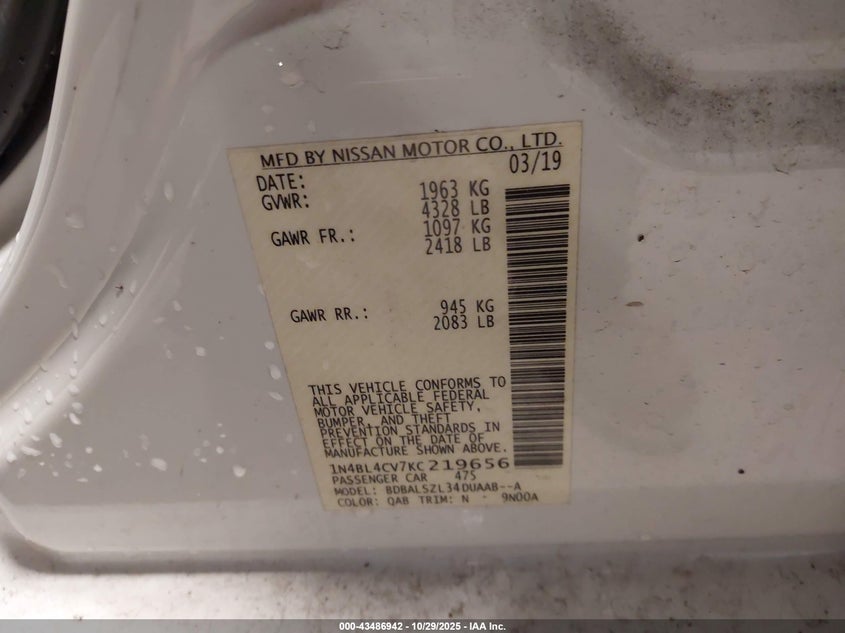 MFD BY NISSAN MOTOR CO., LTD.
DATE: 03/19
GVWR: 1963 KG
4328 LB
GAWR FR.: 1097 KG
2418 LB
GAWR RR.: 945 KG
2083 LB
THIS VEHICLE CONFORMS TO
ALL APPLICABLE FEDERAL
MOTOR VEHICLE SAFETY,
BUMPER, AND THEFT
PREVENTION STANDARDS IN
EFFECT ON THE DATE OF
MANUFACTURE SHOWN ABOVE.
1N4BL4CV7KC219656
PASSENGER CAR 475
MODEL: BDBALSZL34DUAAB--A
COLOR: QAB TRIM: N - 9N00A
000-43486942 - 10/29/2025 - IAA Inc.